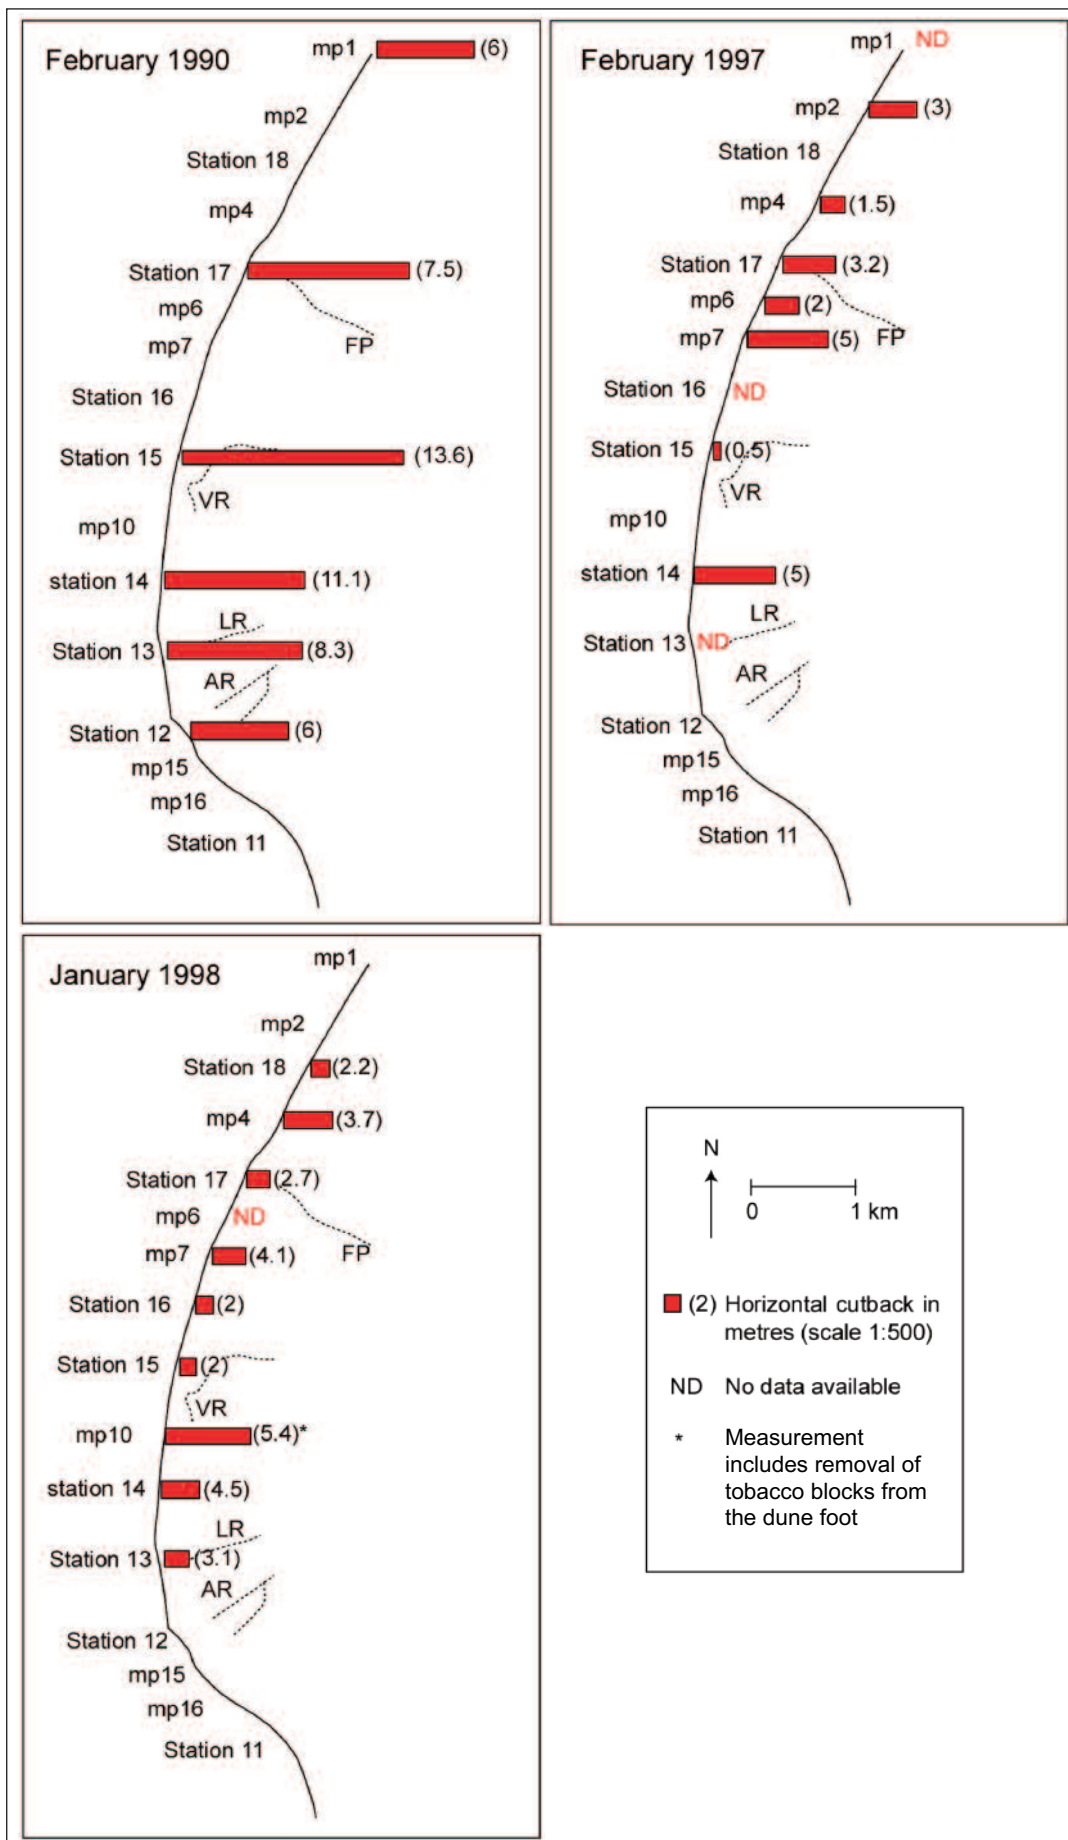 February 1990
mp1 (6)
mp2
Station 18
mp4
Station 17 (7.5)
mp6
FP
mp7
Station 16
Station 15 (13.6)
VR
mp10
station 14 (11.1)
LR
Station 13 (8.3)
AR
Station 12 (6)
mp15
mp16
Station 11
February 1997
mp1 ND
mp2 (3)
Station 18
mp4 (1.5)
Station 17 (3.2)
mp6 (2)
mp7 (5) FP
Station 16 ND
Station 15 (0.5)
VR
mp10
station 14 (5)
LR
Station 13 ND
AR
Station 12
mp15
mp16
Station 11
January 1998
mp1
mp2
Station 18 (2.2)
mp4 (3.7)
Station 17 (2.7)
mp6 ND
mp7 (4.1) FP
Station 16 (2)
Station 15 (2)
VR
mp10 (5.4)*
station 14 (4.5)
LR
Station 13 (3.1)
AR
Station 12
mp15
mp16
Station 11
N
0 1 km
(2) Horizontal cutback in
metres (scale 1:500)
ND No data available
* Measurement
includes removal of
tobacco blocks from
the dune foot